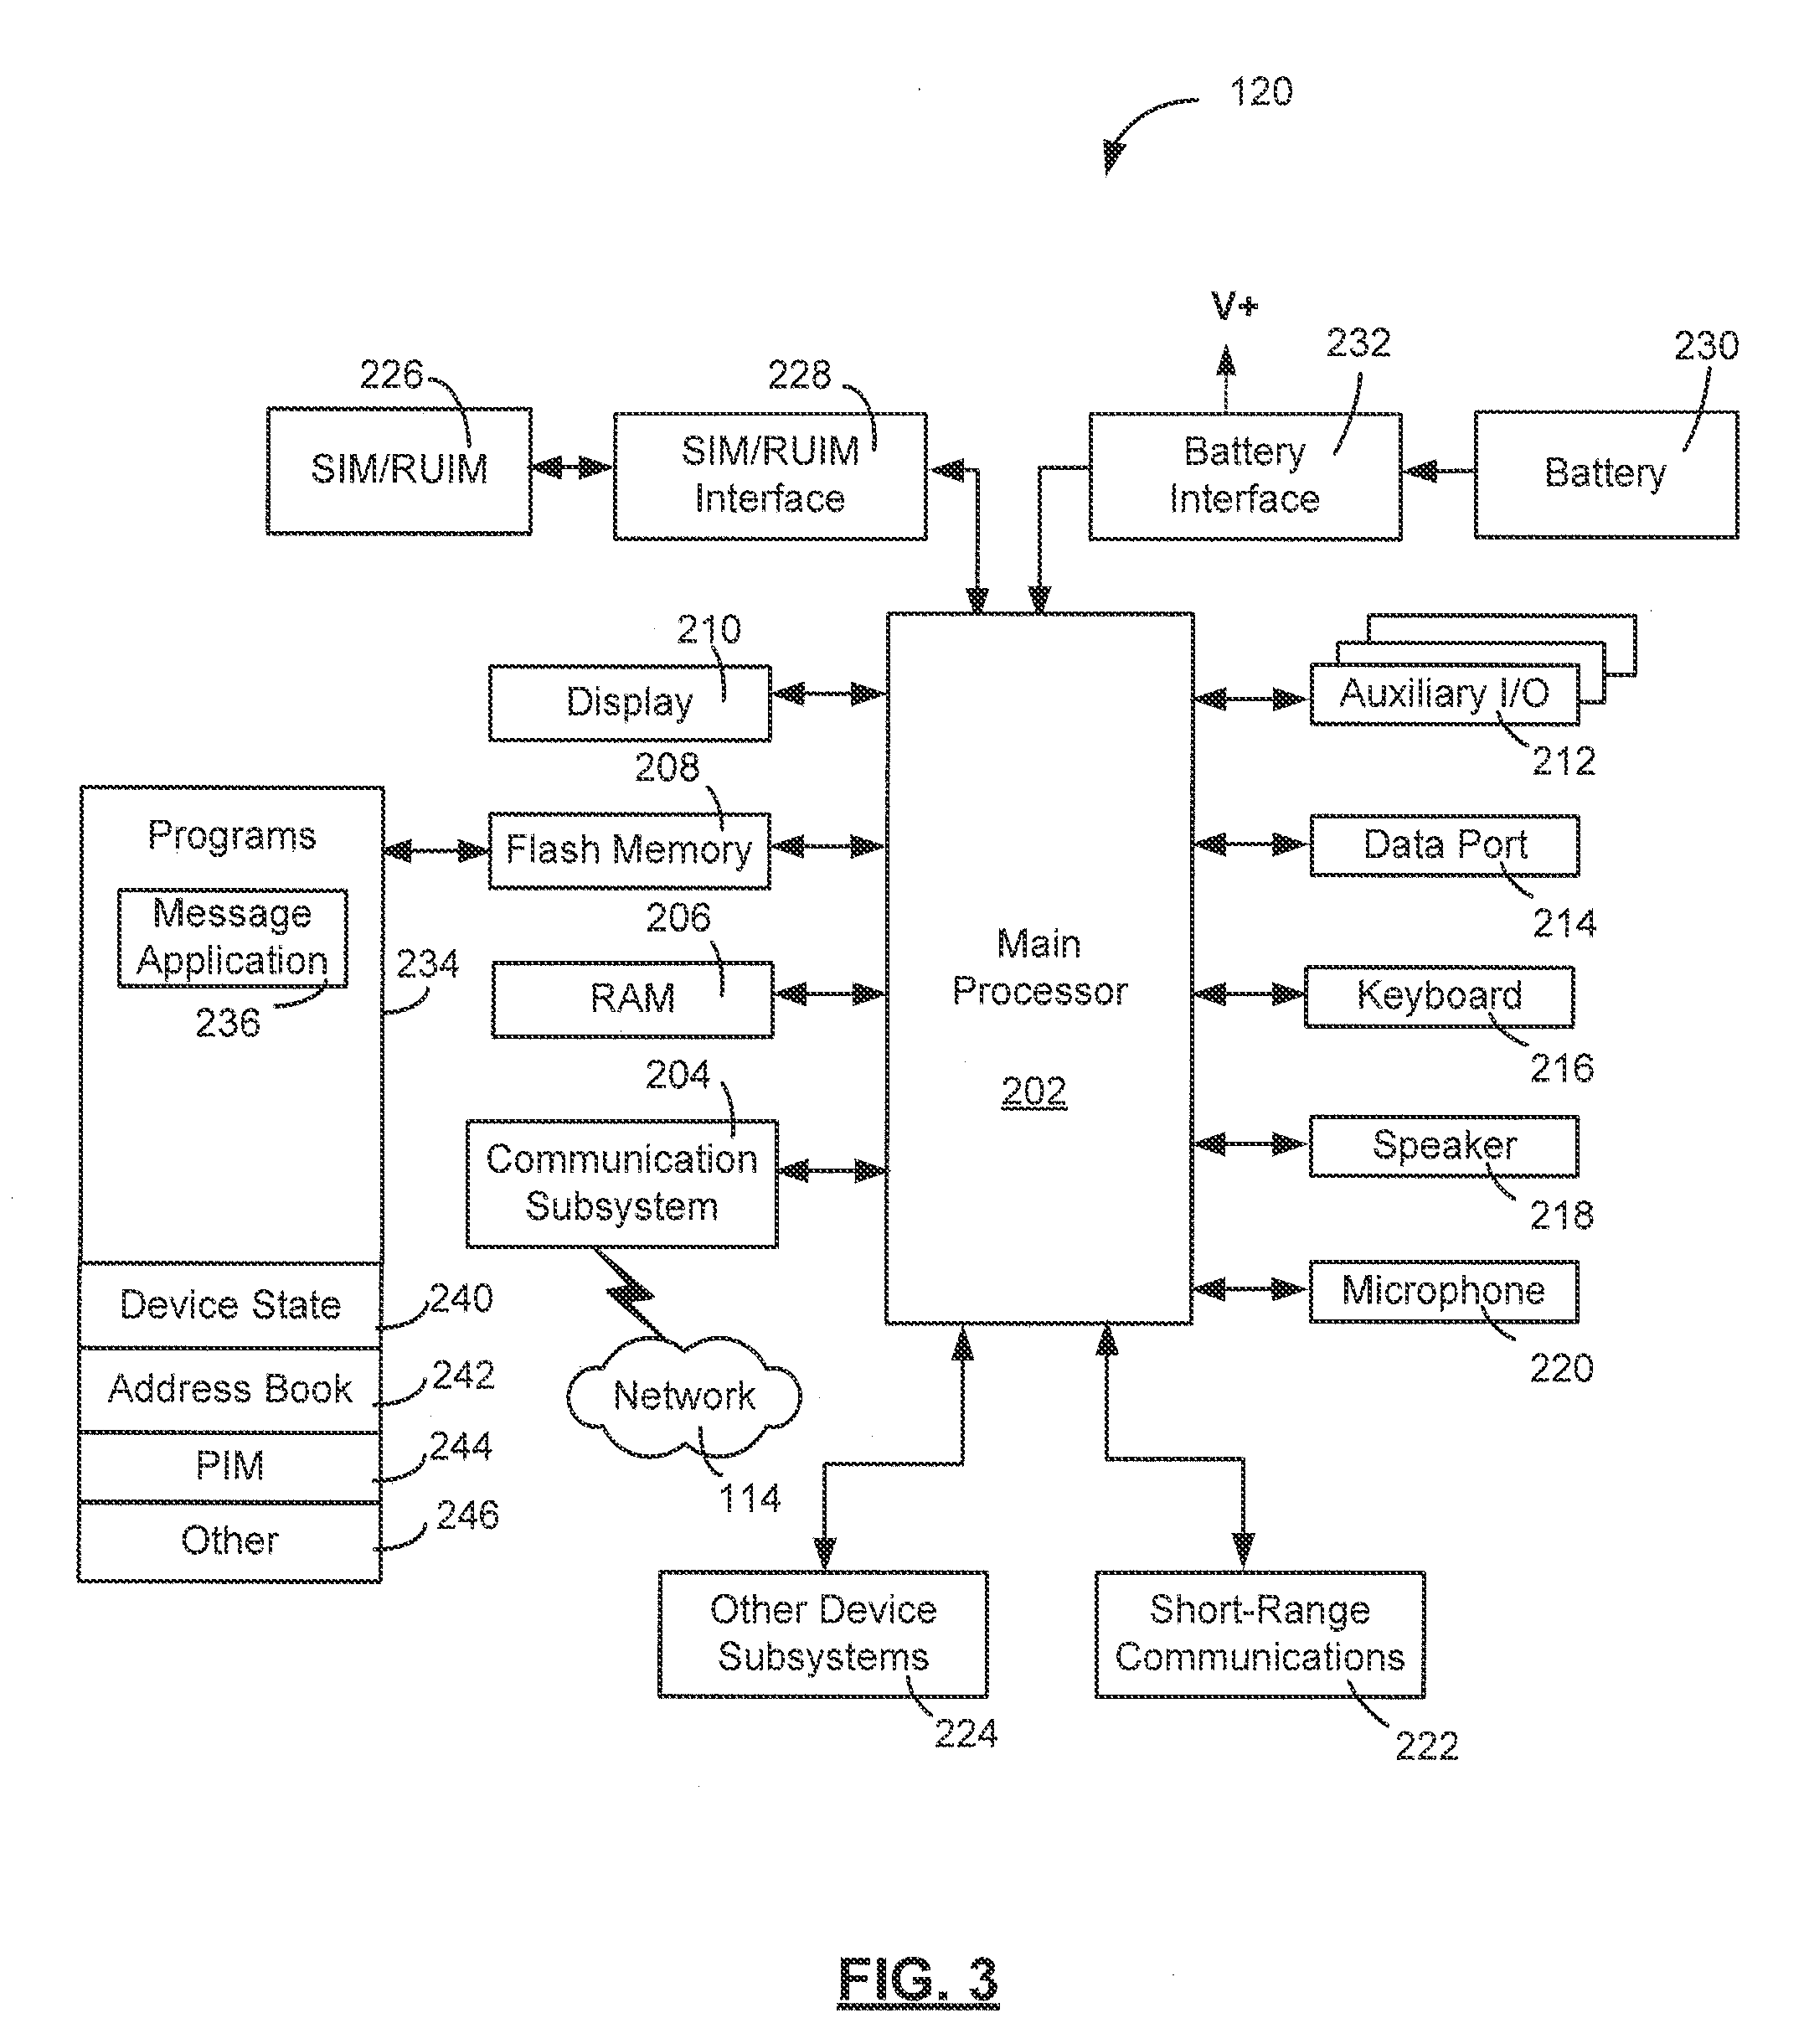 120
V+
226
228
232
230
SIM/RUIM
SIM/RUIM
Interface
Battery
Interface
Battery
210
Display
Auxiliary I/O
212
208
Programs
Flash Memory
Data Port
214
Message
Application
236
234
206
RAM
Main
Processor
202
Keyboard
216
204
Communication
Subsystem
Speaker
218
Device State
240
Microphone
220
Address Book
242
Network
114
PIM
244
Other
246
Other Device
Subsystems
224
Short-Range
Communications
222
FIG. 3